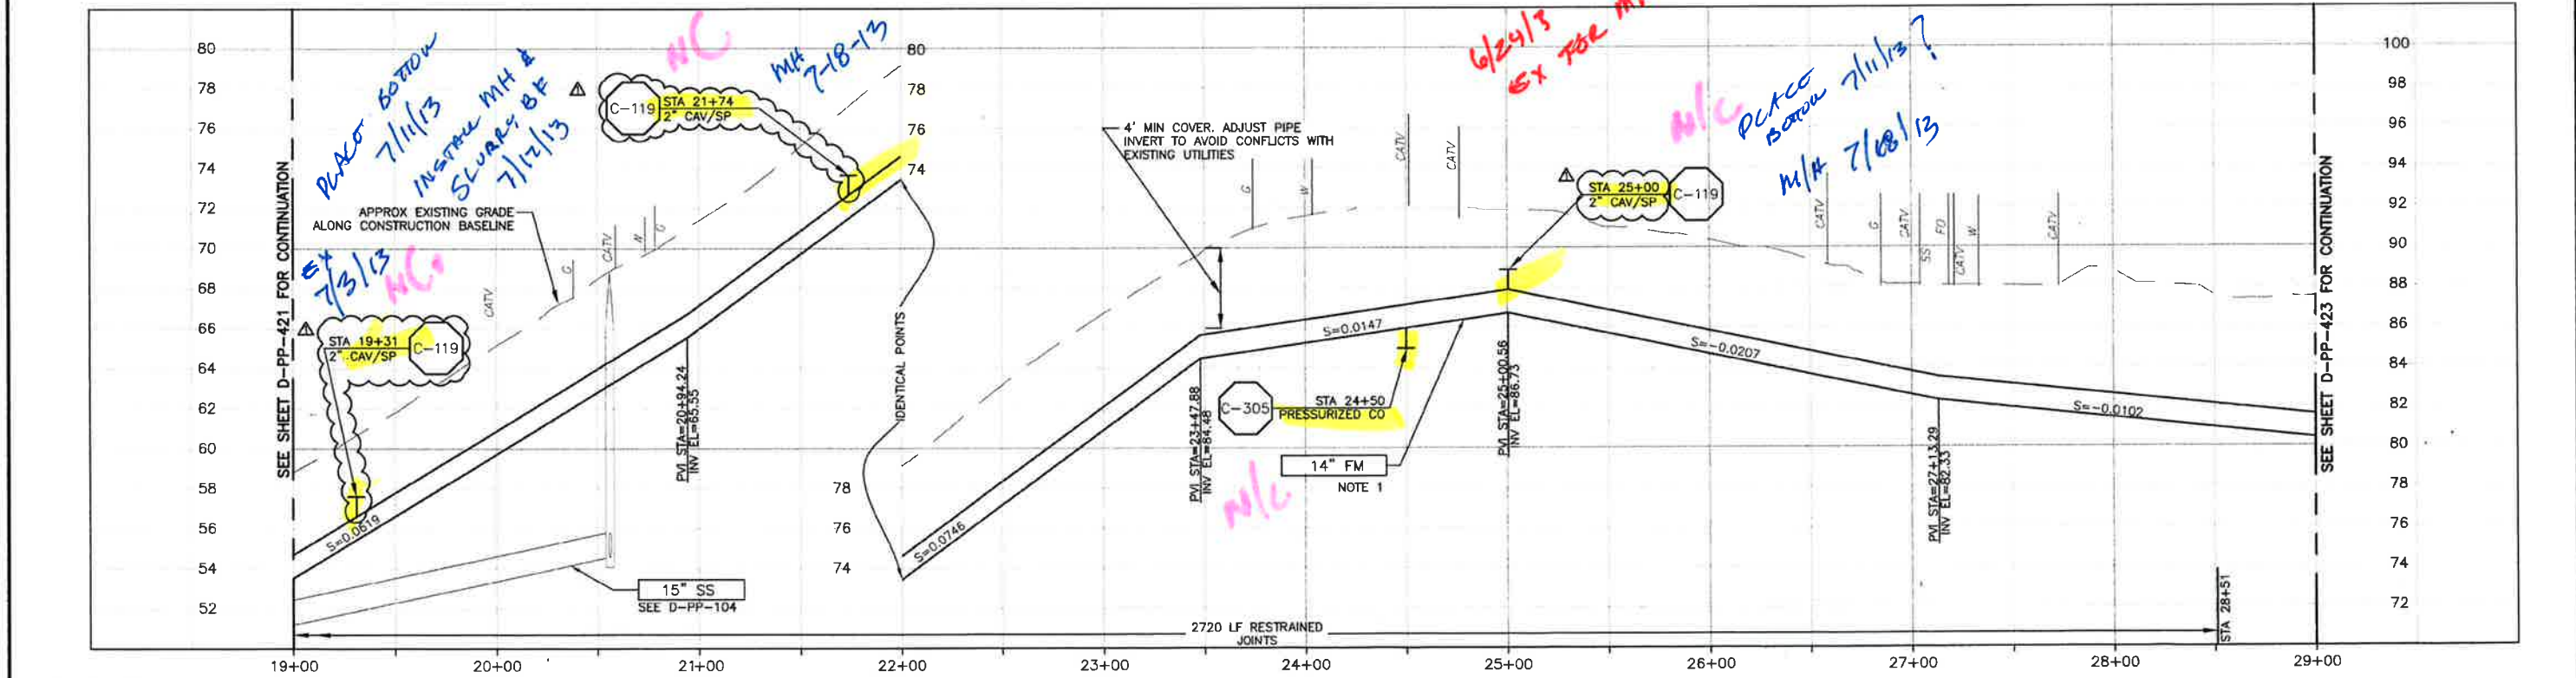 80
78
76
74
72
70
68
66
64
62
60
58
56
54
52
SEE SHEET D-PP-421 FOR CONTINUATION
PLACE BOTTOM
7/11/13
INSTALL MH &
SLURRY BF
7/12/13
NC
MH
7-18-13
C-119
STA 21+74
2" CAV/SP
APPROX EXISTING GRADE
ALONG CONSTRUCTION BASELINE
EX
7/3/13
NC
STA 19+31
2" CAV/SP
C-119
CATV
G
CATV
N
G
S=0.0619
PVI STA=20+94.24
INV EL=65.55
15" SS
SEE D-PP-104
80
78
76
74
IDENTICAL POINTS
78
76
74
S=0.0746
6/24/13
EX FOR
4' MIN COVER. ADJUST PIPE
INVERT TO AVOID CONFLICTS WITH
EXISTING UTILITIES
G
W
CATV
CATV
N/C
PLACE
BOTTOM 7/11/13?
M/H 7/18/13
STA 25+00
2" CAV/SP
C-119
CATV
G
CATV
SS
FO
CATV
W
CATV
S=0.0147
S=-0.0207
S=-0.0102
PVI STA=23+47.88
INV EL=84.48
C-305
STA 24+50
PRESSURIZED CO
14" FM
NOTE 1
N/C
PVI STA=25+00.56
INV EL=86.73
PVI STA=27+13.29
INV EL=82.33
2720 LF RESTRAINED
JOINTS
STA 28+51
SEE SHEET D-PP-423 FOR CONTINUATION
100
98
96
94
92
90
88
86
84
82
80
78
76
74
72
19+00 20+00 21+00 22+00 23+00 24+00 25+00 26+00 27+00 28+00 29+00